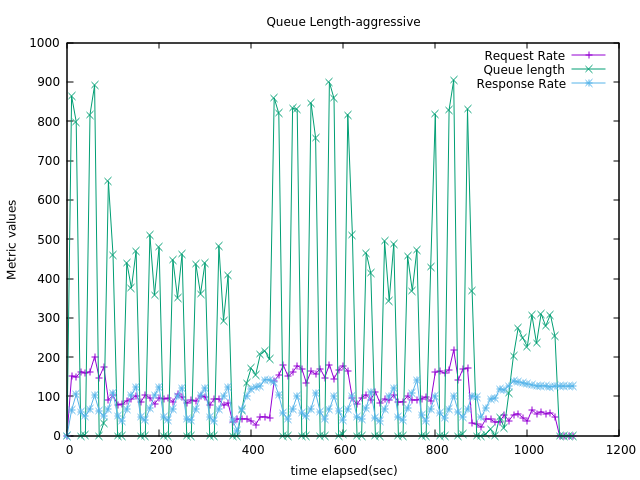 Queue Length-aggressive
1000
900
800
700
600
500
400
300
200
100
0
Metric values
Request Rate
Queue length
Response Rate
0 200 400 600 800 1000 1200
time elapsed(sec)